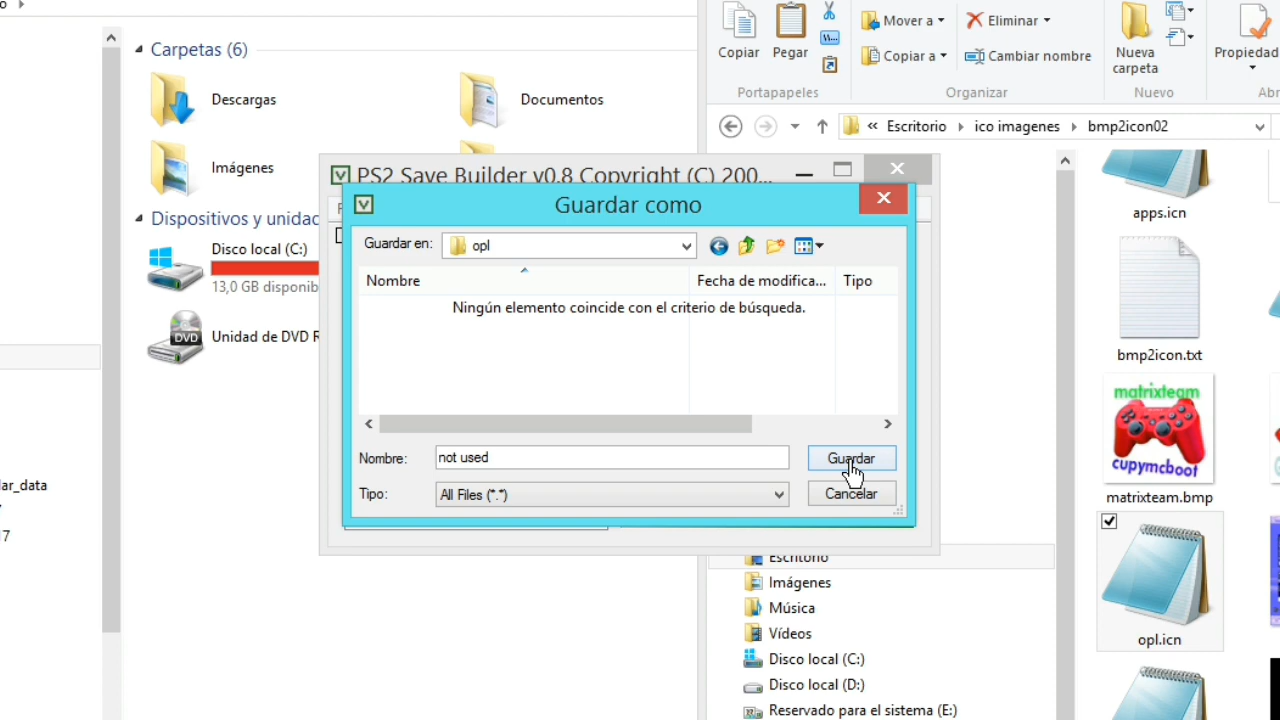 Carpetas (6)
Descargas
Documentos
Imágenes
Dispositivos y unidad
Disco local (C:)
13,0 GB disponib
Unidad de DVD R
ar_data
17
Copiar
Pegar
Mover a
Copiar a
Eliminar
Cambiar nombre
Nueva
carpeta
Propiedad
Portapapeles
Organizar
Nuevo
Abr
« Escritorio
ico imagenes
bmp2icon02
PS2 Save Builder v0.8 Copyright (C) 200...
Guardar como
Guardar en:
opl
Nombre
Fecha de modifica...
Tipo
Ningún elemento coincide con el criterio de búsqueda.
Nombre:
not used
Guardar
Tipo:
All Files (*.*)
Cancelar
Escritorio
Imágenes
Música
Vídeos
Disco local (C:)
Disco local (D:)
Reservado para el sistema (E:)
apps.icn
bmp2icon.txt
matrixteam
cupymcboot
matrixteam.bmp
opl.icn